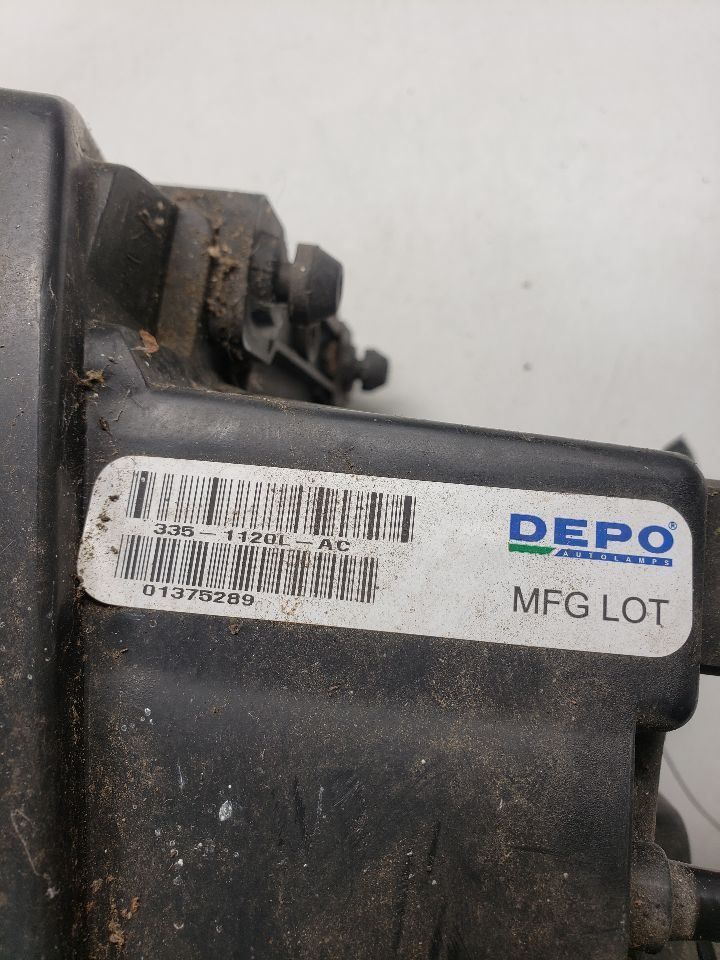 335-1120L-AC
01375289
DEPO®
AUTOLAMPS
MFG LOT